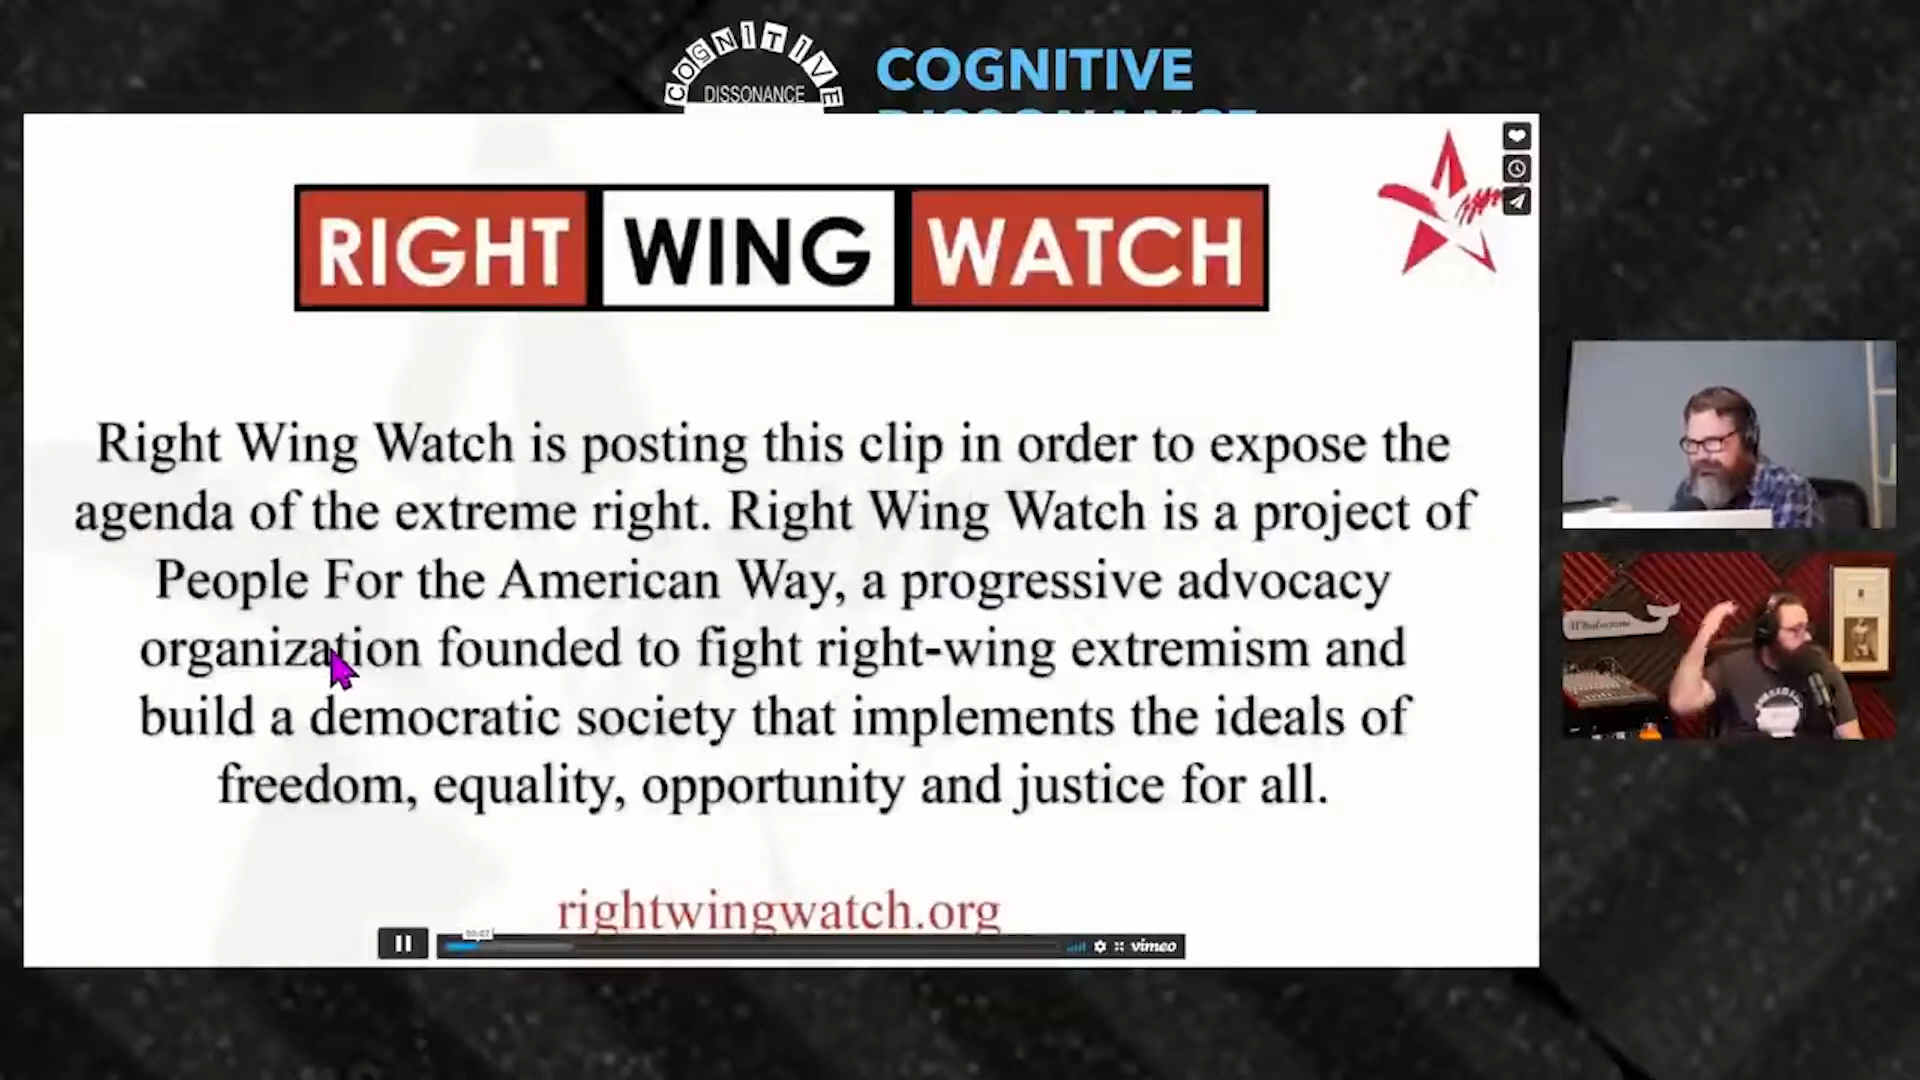 COGNITIVE
DISSONANCE
COGNITIVE
RIGHT WING WATCH
Right Wing Watch is posting this clip in order to expose the
agenda of the extreme right. Right Wing Watch is a project of
People For the American Way, a progressive advocacy
organization founded to fight right-wing extremism and
build a democratic society that implements the ideals of
freedom, equality, opportunity and justice for all.
rightwingwatch.org
vimeo